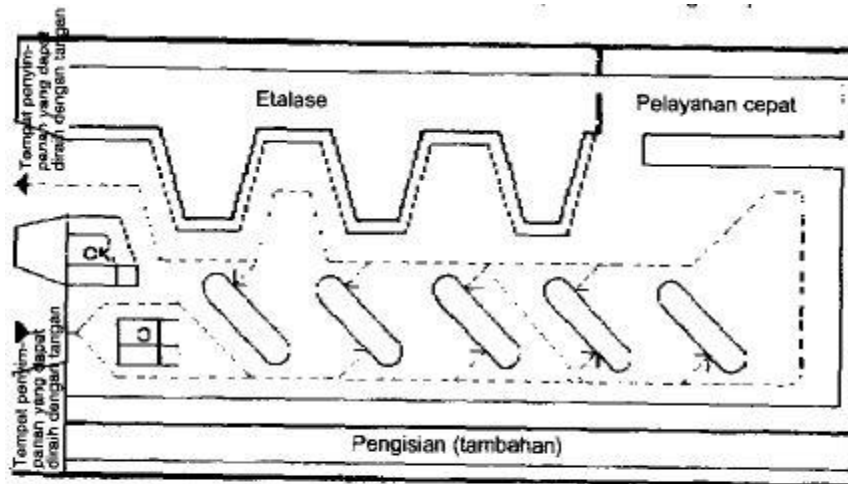 Tempat penyim-
panan yang dapat
diraih dengan tangan
Etalase
Pelayanan cepat
CK
Tempat penyim-
panan yang dapat
diraih dengan tangan
Pengisian (tambahan)